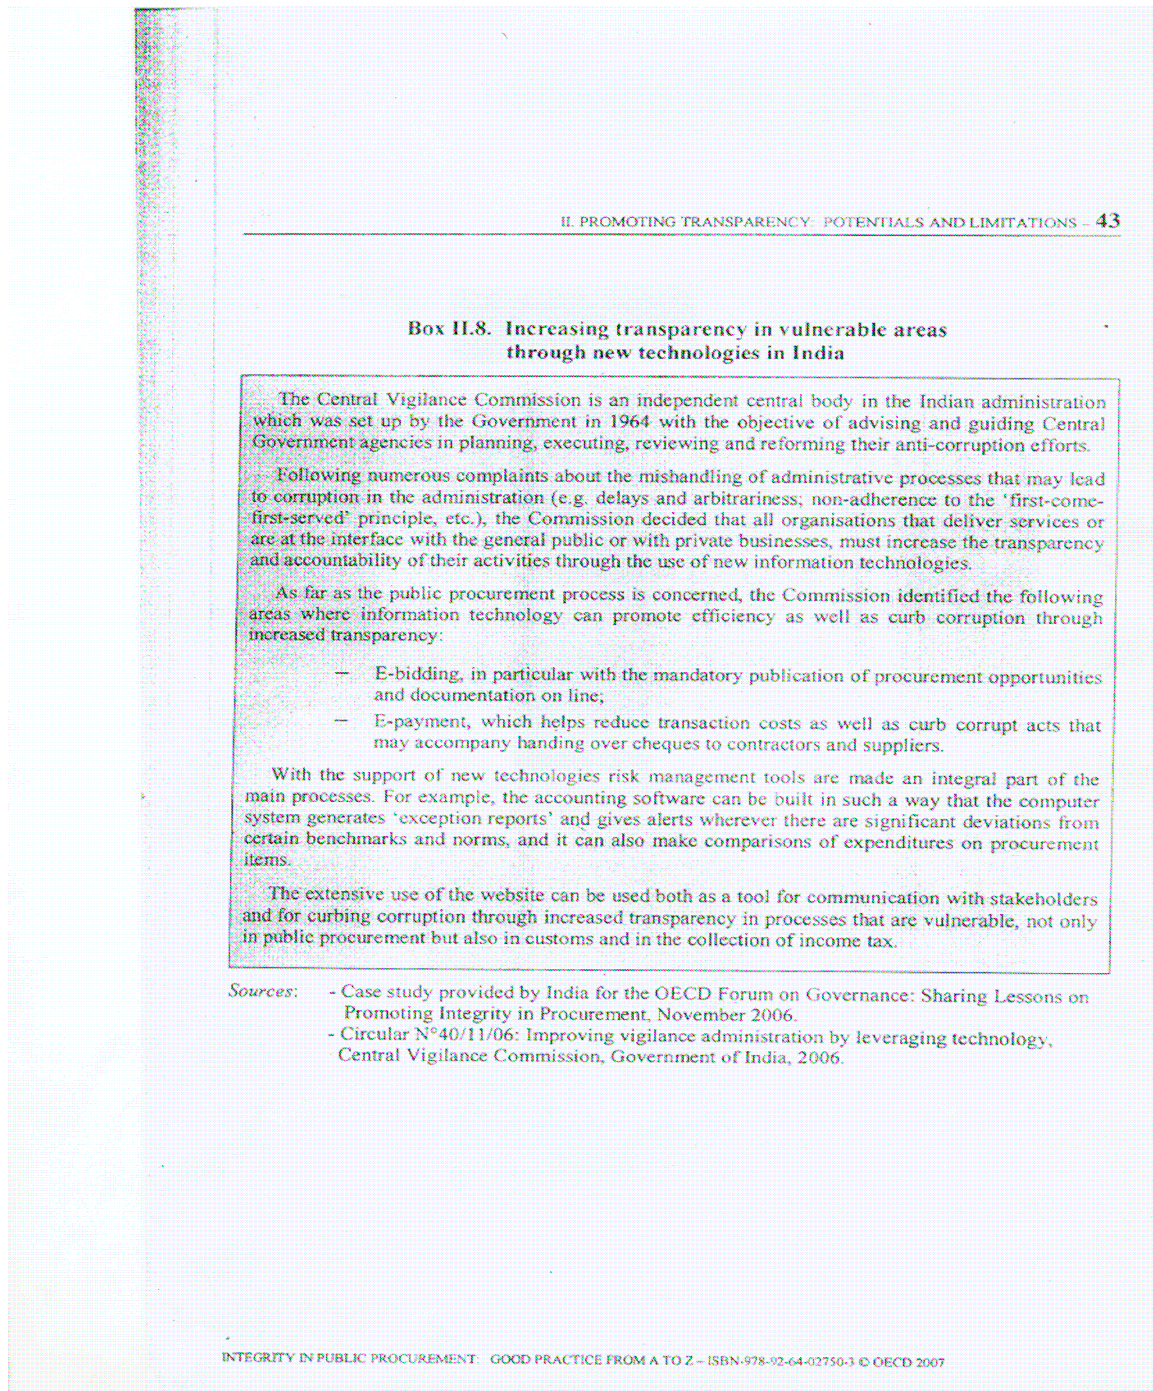 II. PROMOTING TRANSPARENCY: POTENTIALS AND LIMITATIONS – 43
Box II.8. Increasing transparency in vulnerable areas
through new technologies in India
The Central Vigilance Commission is an independent central body in the Indian administration
which was set up by the Government in 1964 with the objective of advising and guiding Central
Government agencies in planning, executing, reviewing and reforming their anti-corruption efforts.
Following numerous complaints about the mishandling of administrative processes that may lead
to corruption in the administration (e.g. delays and arbitrariness; non-adherence to the 'first-come-
first-served' principle, etc.), the Commission decided that all organisations that deliver services or
are at the interface with the general public or with private businesses, must increase the transparency
and accountability of their activities through the use of new information technologies.
As far as the public procurement process is concerned, the Commission identified the following
areas where information technology can promote efficiency as well as curb corruption through
increased transparency:
– E-bidding, in particular with the mandatory publication of procurement opportunities
and documentation on line;
– E-payment, which helps reduce transaction costs as well as curb corrupt acts that
may accompany handing over cheques to contractors and suppliers.
With the support of new technologies risk management tools are made an integral part of the
main processes. For example, the accounting software can be built in such a way that the computer
system generates 'exception reports' and gives alerts wherever there are significant deviations from
certain benchmarks and norms, and it can also make comparisons of expenditures on procurement
items.
The extensive use of the website can be used both as a tool for communication with stakeholders
and for curbing corruption through increased transparency in processes that are vulnerable, not only
in public procurement but also in customs and in the collection of income tax.
Sources: - Case study provided by India for the OECD Forum on Governance: Sharing Lessons on
Promoting Integrity in Procurement, November 2006.
- Circular N°40/11/06: Improving vigilance administration by leveraging technology,
Central Vigilance Commission, Government of India, 2006.
INTEGRITY IN PUBLIC PROCUREMENT: GOOD PRACTICE FROM A TO Z – ISBN-978-92-64-02750-3 © OECD 2007